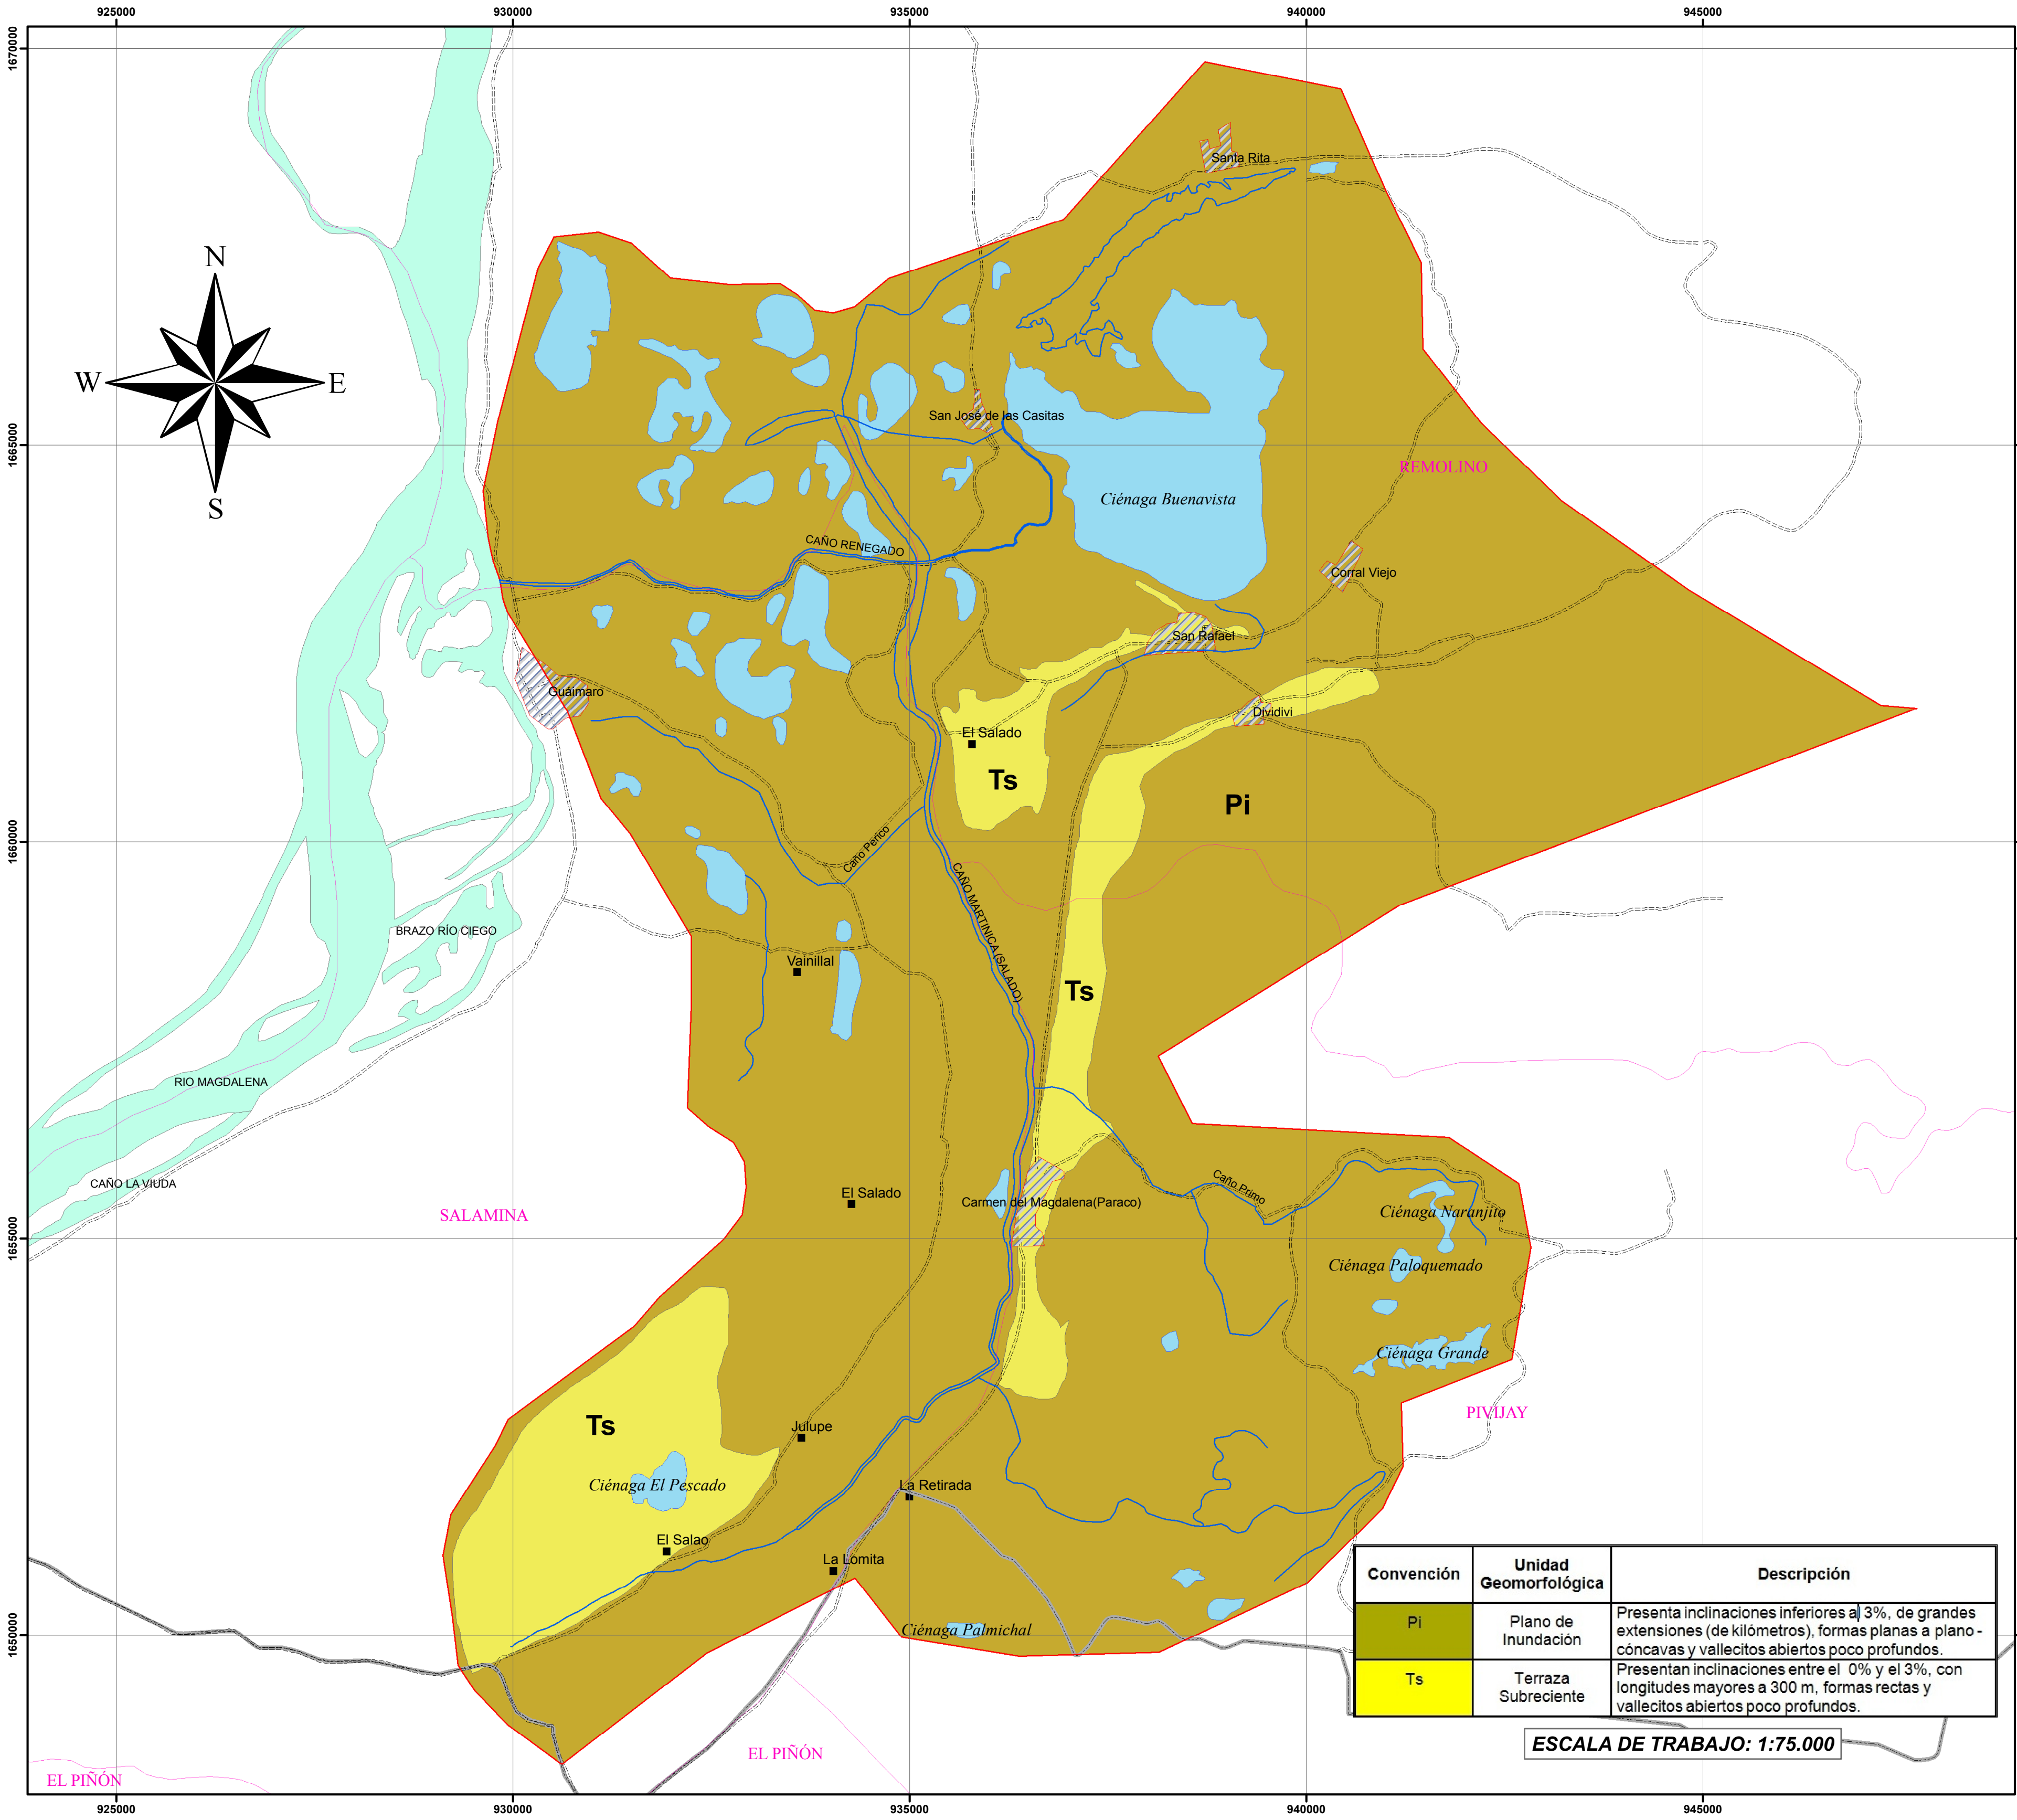 925000 930000 935000 940000 945000
1670000
Santa Rita
N
W E
S
San José de las Casitas
1665000
REMOLINO
Ciénaga Buenavista
CAÑO RENEGADO
Corral Viejo
San Rafael
Guáimaro
Dividivi
El Salado
Ts
Pi
1660000
Caño Perico
CAÑO MARTINICA (SALADO)
BRAZO RÍO CIEGO
Vainillal
Ts
RIO MAGDALENA
CAÑO LA VIUDA
El Salado
Carmen del Magdalena(Paraco)
Caño Primo
SALAMINA
Ciénaga Naranjito
1655000
Ciénaga Paloquemado
Ciénaga Grande
PIVIJAY
Ts
Julupe
Ciénaga El Pescado
La Retirada
El Salao
La Lomita
1650000
Ciénaga Palmichal
Convención
Unidad
Geomorfológica
Descripción
Pi
Plano de
Inundación
Presenta inclinaciones inferiores al 3%, de grandes
extensiones (de kilómetros), formas planas a plano -
cóncavas y vallecitos abiertos poco profundos.
Ts
Terraza
Subreciente
Presentan inclinaciones entre el 0% y el 3%, con
longitudes mayores a 300 m, formas rectas y
vallecitos abiertos poco profundos.
ESCALA DE TRABAJO: 1:75.000
EL PIÑÓN
EL PIÑÓN
925000 930000 935000 940000 945000